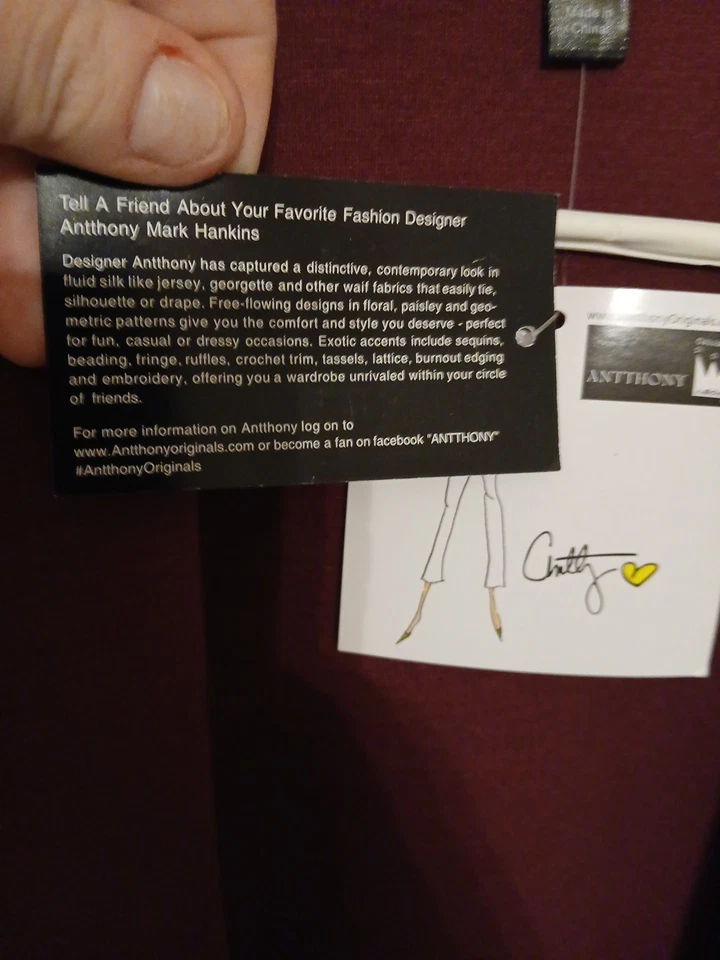 Made in
China
Tell A Friend About Your Favorite Fashion Designer
Antthony Mark Hankins
Designer Antthony has captured a distinctive, contemporary look in
fluid silk like jersey, georgette and other waif fabrics that easily tie,
silhouette or drape. Free-flowing designs in floral, paisley and geo-
metric patterns give you the comfort and style you deserve - perfect
for fun, casual or dressy occasions. Exotic accents include sequins,
beading, fringe, ruffles, crochet trim, tassels, lattice, burnout edging
and embroidery, offering you a wardrobe unrivaled within your circle
of friends.
For more information on Antthony log on to
www.Antthonyoriginals.com or become a fan on facebook "ANTTHONY"
#AntthonyOriginals
ANTTHONY